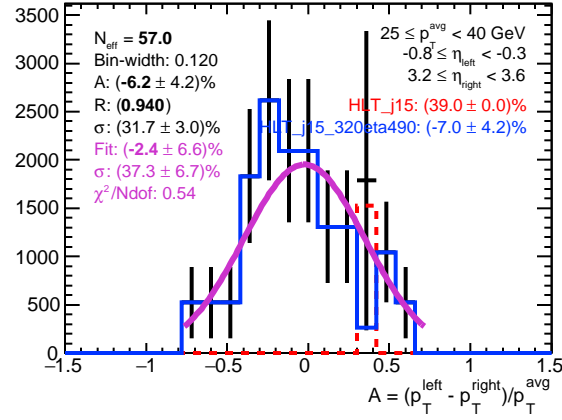 N_eff = 57.0
Bin-width: 0.120
A: (-6.2 ± 4.2)%
R: (0.940)
σ: (31.7 ± 3.0)%
Fit: (-2.4 ± 6.6)%
σ: (37.3 ± 6.7)%
χ²/Ndof: 0.54
25 ≤ p_T^avg < 40 GeV
-0.8 ≤ η_left < -0.3
3.2 ≤ η_right < 3.6
HLT_j15: (39.0 ± 0.0)%
HLT_j15_320eta490: (-7.0 ± 4.2)%
3500
3000
2500
2000
1500
1000
500
0
−1.5 −1 −0.5 0 0.5 1 1.5
A = (p_T^left - p_T^right)/p_T^avg